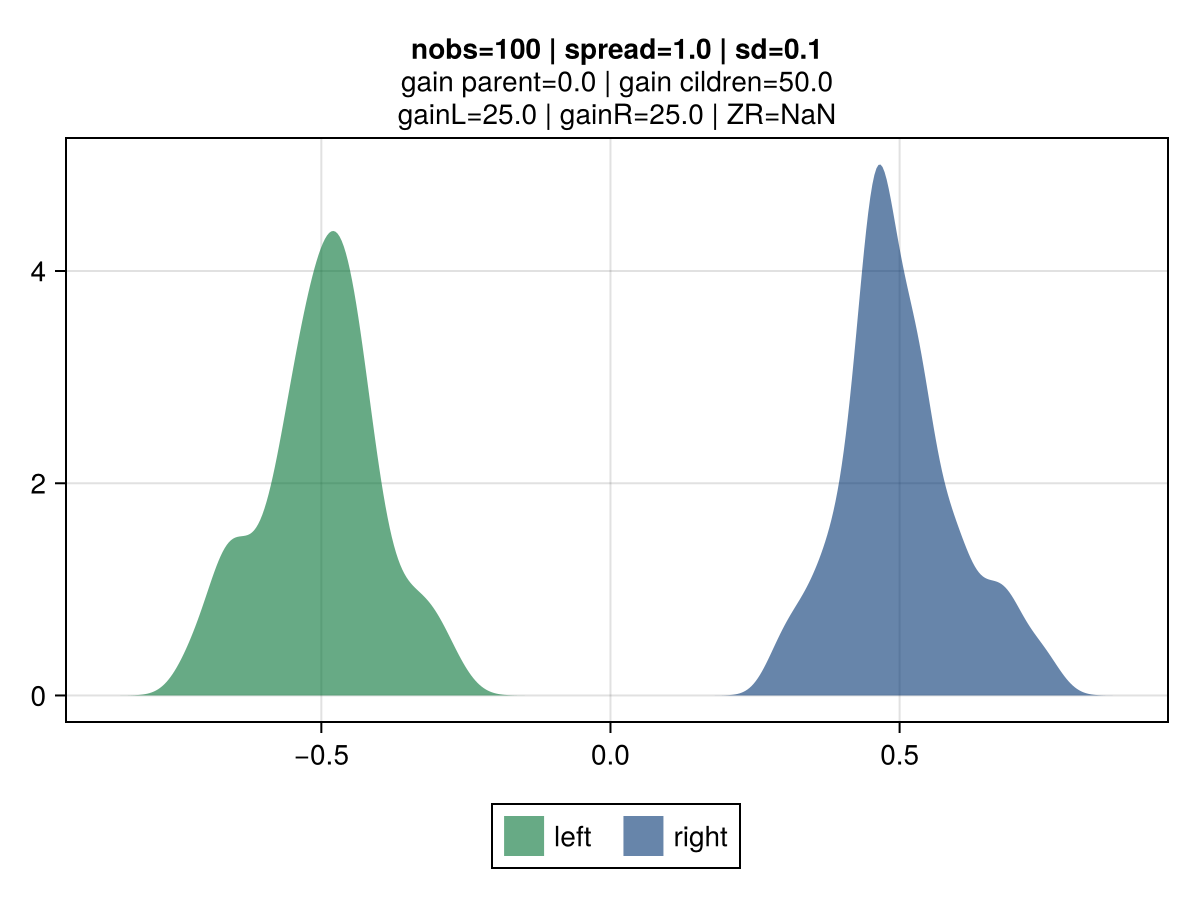 nobs=100 | spread=1.0 | sd=0.1
gain parent=0.0 | gain cildren=50.0
gainL=25.0 | gainR=25.0 | ZR=NaN
4
2
0
−0.5
0.0
0.5
left
right